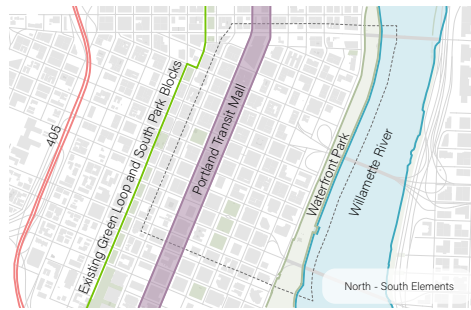 405
Existing Green Loop and South Park Blocks
Portland Transit Mall
Waterfront Park
Willamette River
North - South Elements